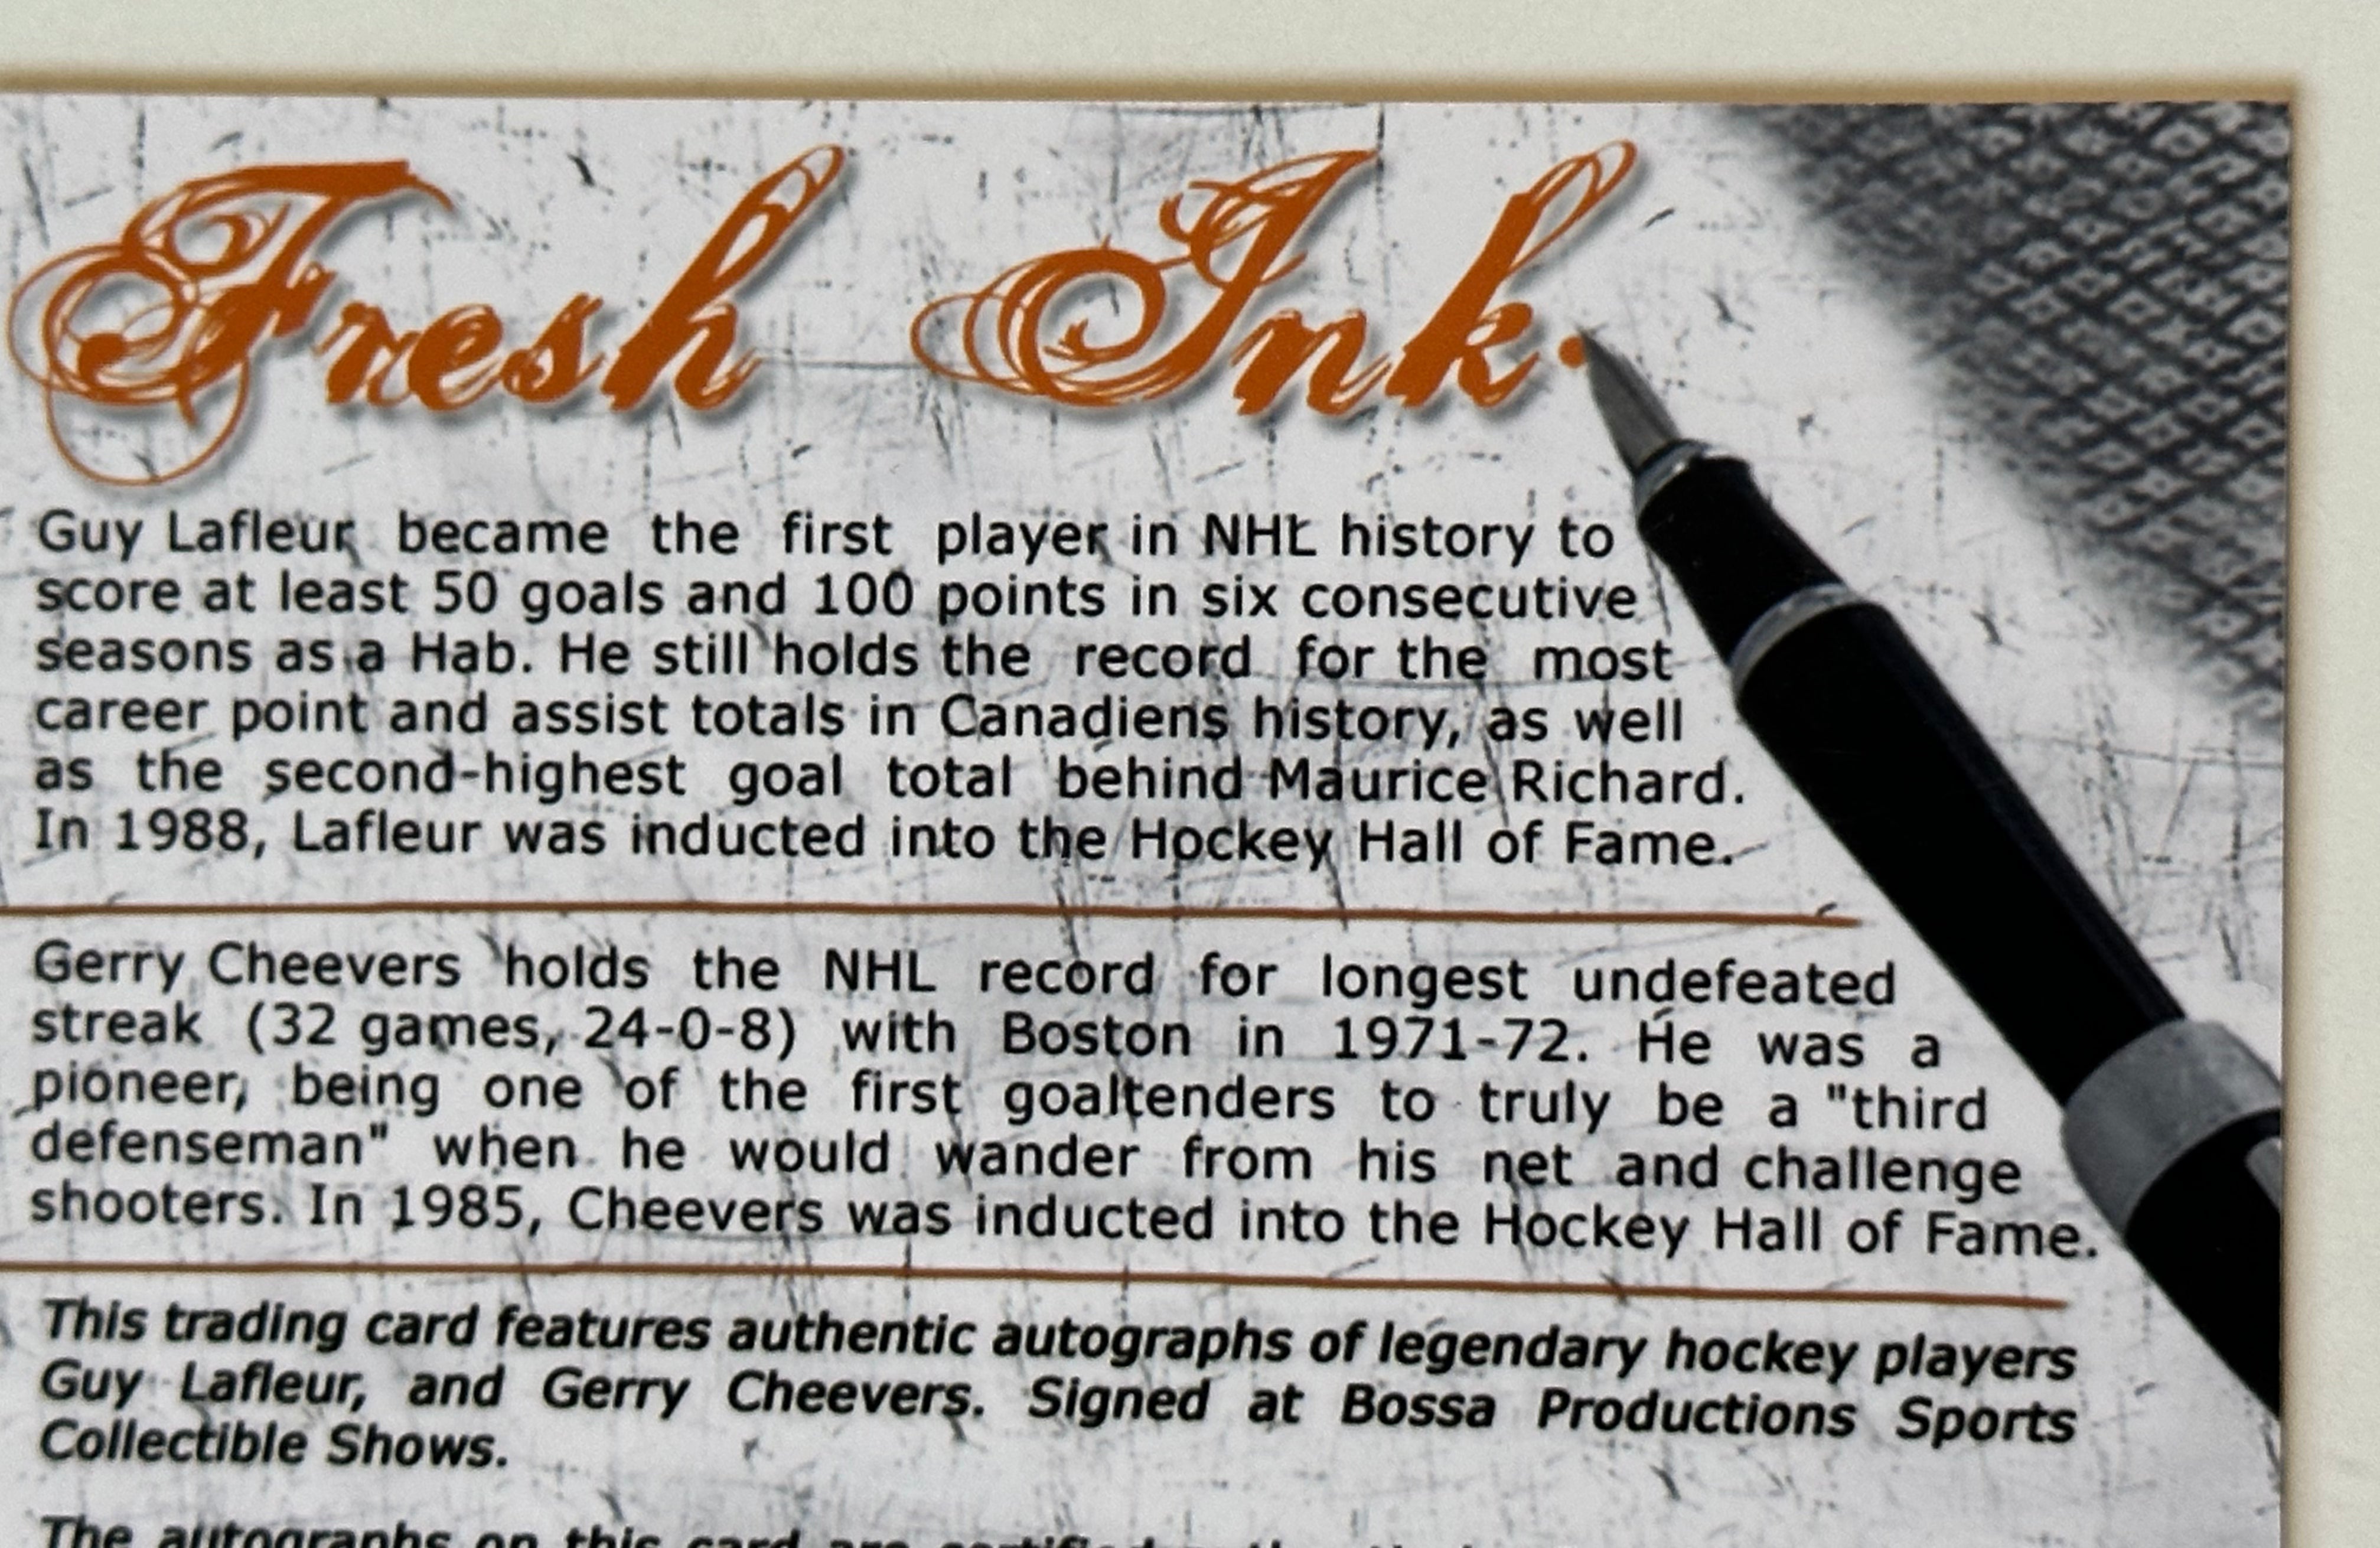 Fresh Ink.
Guy Lafleur became the first player in NHL history to
score at least 50 goals and 100 points in six consecutive
seasons as a Hab. He still holds the record for the most
career point and assist totals in Canadiens history, as well
as the second-highest goal total behind Maurice Richard.
In 1988, Lafleur was inducted into the Hockey Hall of Fame.
Gerry Cheevers holds the NHL record for longest undefeated
streak (32 games, 24-0-8) with Boston in 1971-72. He was a
pioneer, being one of the first goaltenders to truly be a "third
defenseman" when he would wander from his net and challenge
shooters. In 1985, Cheevers was inducted into the Hockey Hall of Fame.
This trading card features authentic autographs of legendary hockey players
Guy Lafleur, and Gerry Cheevers. Signed at Bossa Productions Sports
Collectible Shows.
The autographs on this card are certified